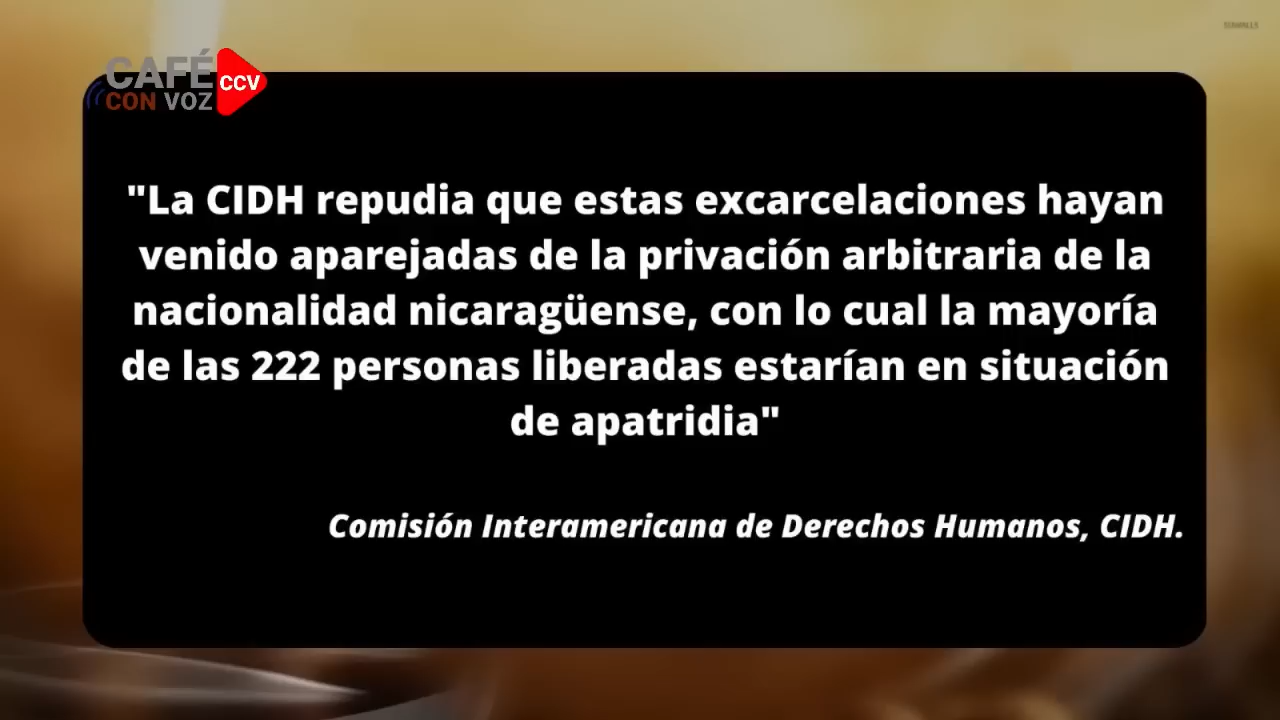 CAFÉ
CON VOZ
CCV
"La CIDH repudia que estas excarcelaciones hayan
venido aparejadas de la privación arbitraria de la
nacionalidad nicaragüense, con lo cual la mayoría
de las 222 personas liberadas estarían en situación
de apatridia"
Comisión Interamericana de Derechos Humanos, CIDH.